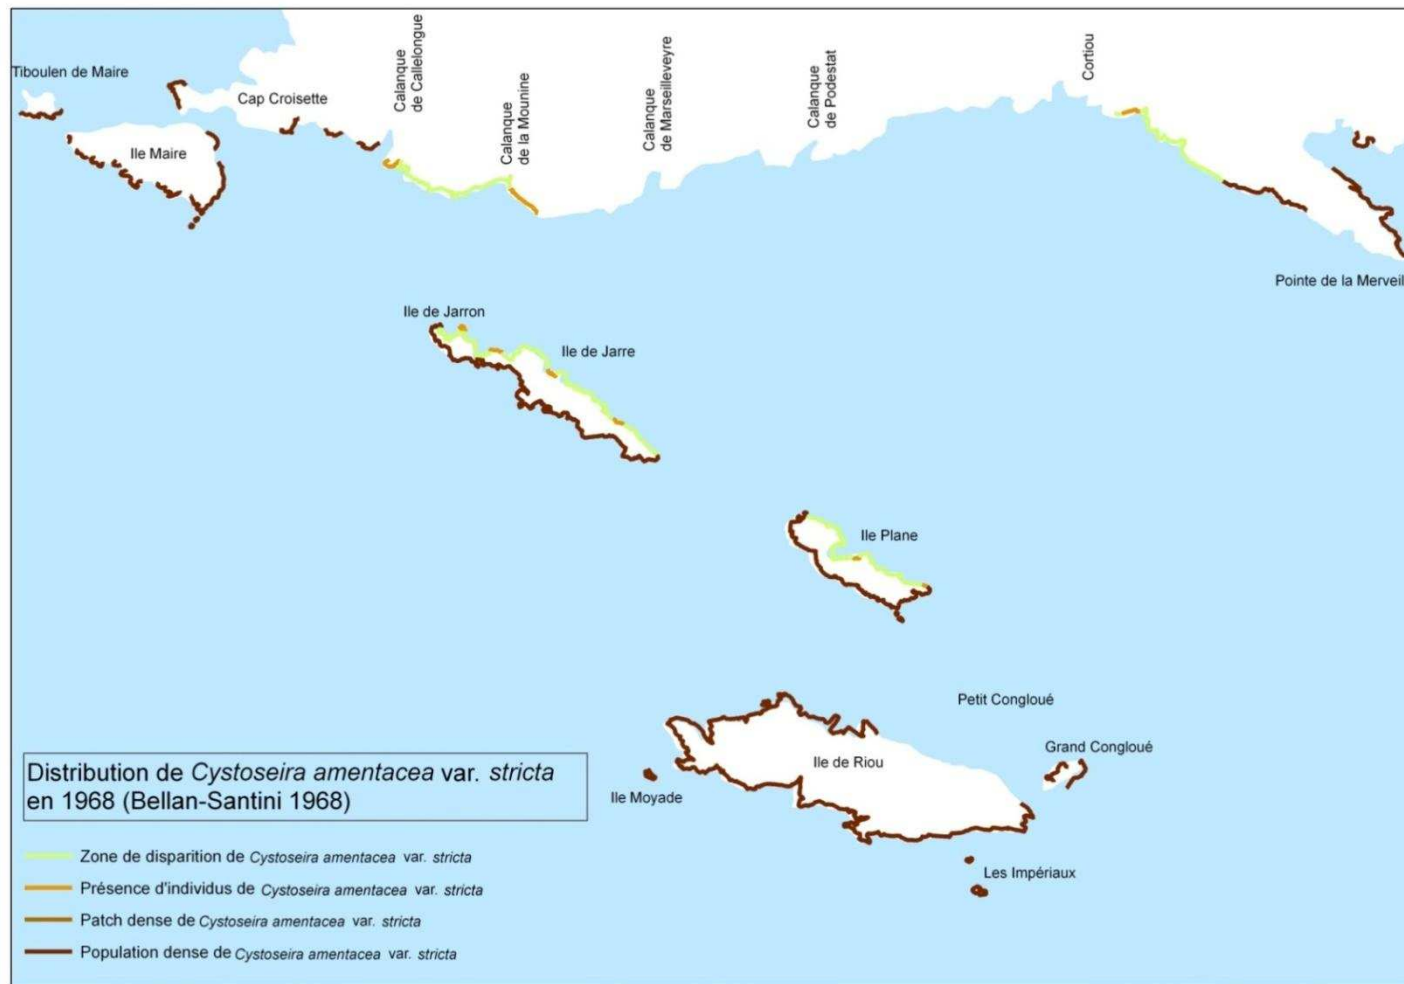 Tiboulen de Maire
Cap Croisette
Calanque
de Callelongue
Calanque
de la Mounine
Calanque
de Marseilleveyre
Calanque
de Podestat
Cortiou
Ile Maire
Pointe de la Merveil
Ile de Jarron
Ile de Jarre
Ile Plane
Petit Congloué
Grand Congloué
Ile de Riou
Ile Moyade
Les Impériaux
Distribution de Cystoseira amentacea var. stricta
en 1968 (Bellan-Santini 1968)
Zone de disparition de Cystoseira amentacea var. stricta
Présence d'individus de Cystoseira amentacea var. stricta
Patch dense de Cystoseira amentacea var. stricta
Population dense de Cystoseira amentacea var. stricta